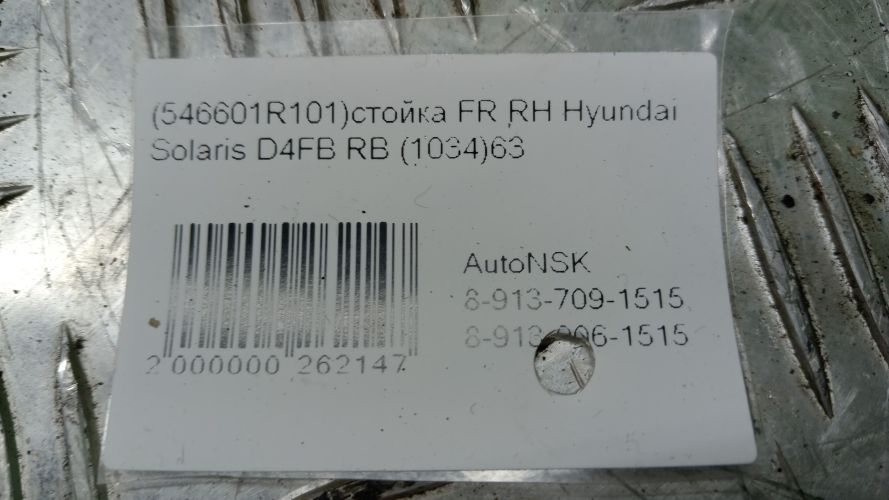 (546601R101)стойка FR RH Hyundai
Solaris D4FB RB (1034)63
AutoNSK
8-913-709-1515
2 000000 262147